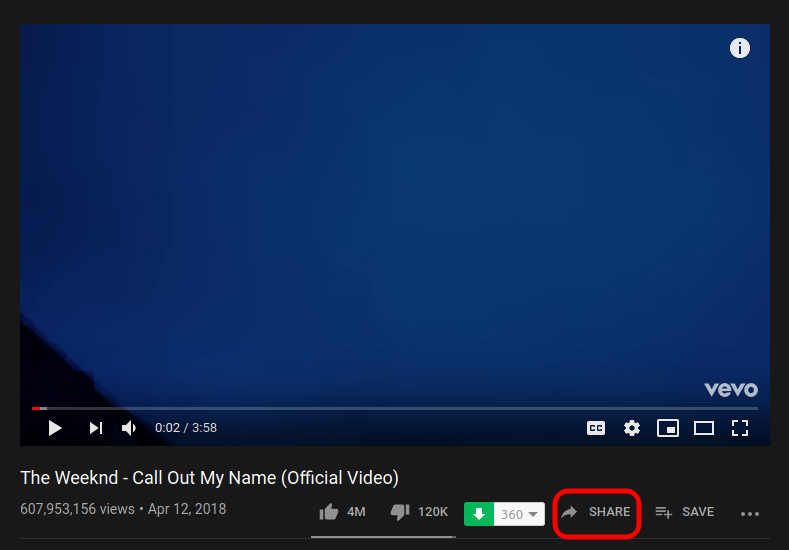 i
vevo
0:02 / 3:58
CC
The Weeknd - Call Out My Name (Official Video)
607,953,156 views • Apr 12, 2018
4M 120K 360 SHARE SAVE